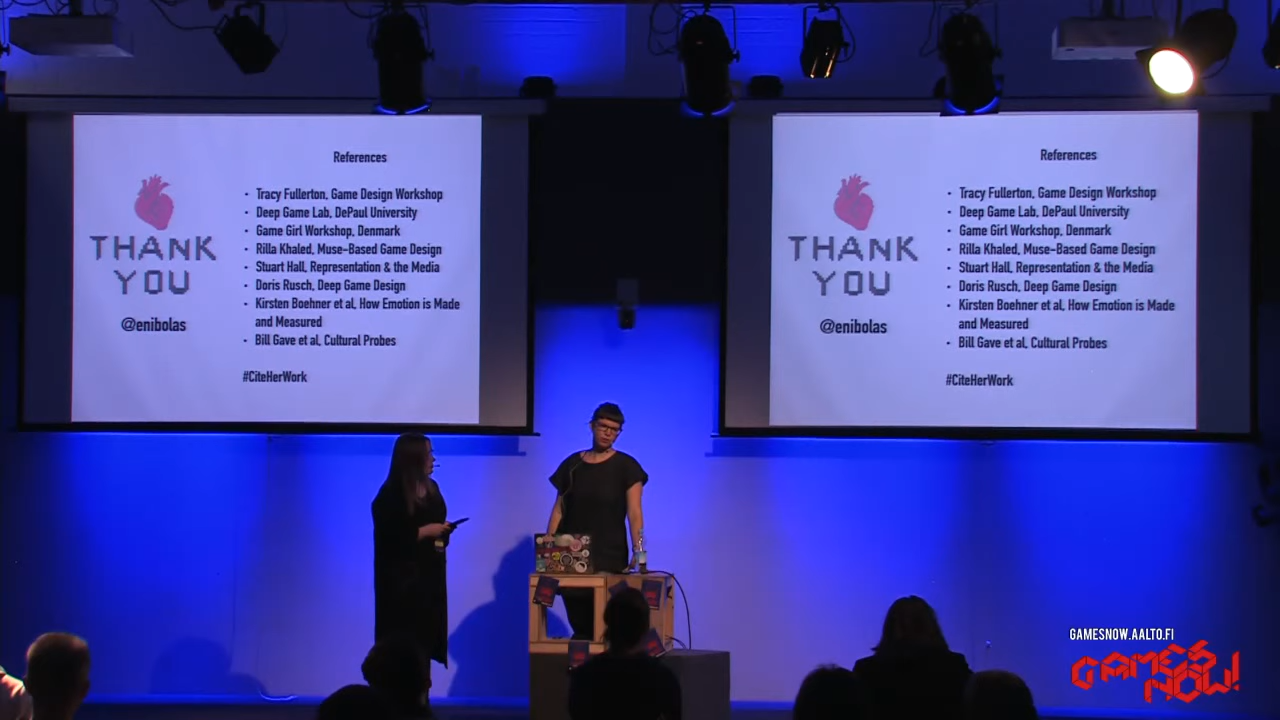 THANK
YOU
@enibolas
References
• Tracy Fullerton, Game Design Workshop
• Deep Game Lab, DePaul University
• Game Girl Workshop, Denmark
• Rilla Khaled, Muse-Based Game Design
• Stuart Hall, Representation & the Media
• Doris Rusch, Deep Game Design
• Kirsten Boehner et al, How Emotion is Made
and Measured
• Bill Gave et al, Cultural Probes
#CiteHerWork
THANK
YOU
@enibolas
References
• Tracy Fullerton, Game Design Workshop
• Deep Game Lab, DePaul University
• Game Girl Workshop, Denmark
• Rilla Khaled, Muse-Based Game Design
• Stuart Hall, Representation & the Media
• Doris Rusch, Deep Game Design
• Kirsten Boehner et al, How Emotion is Made
and Measured
• Bill Gave et al, Cultural Probes
#CiteHerWork
GAMESNOW.AALTO.FI
GAMES
NOW!